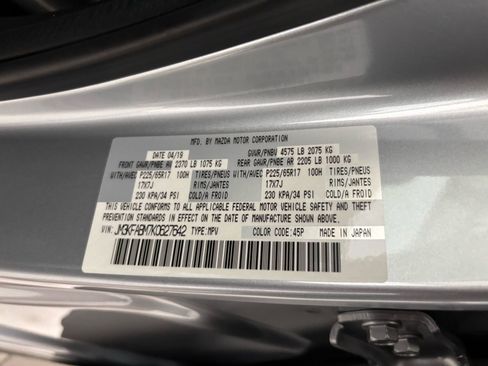 MFD. BY MAZDA MOTOR CORPORATION
DATE 04/19 GVWR/PNBV 4575 LB 2075 KG
FRONT GAWR/PNBE AV 2370 LB 1075 KG REAR GAWR/PNBE AR 2205 LB 1000 KG
WITH/AVEC P225/65R17 100H TIRES/PNEUS WITH/AVEC P225/65R17 100H TIRES/PNEUS
17X7J RIMS/JANTES 17X7J RIMS/JANTES
230 KPA/34 PSI COLD/A FROID 230 KPA/34 PSI COLD/A FROID
THIS VEHICLE CONFORMS TO ALL APPLICABLE FEDERAL MOTOR VEHICLE SAFETY AND THEFT
PREVENTION STANDARDS IN EFFECT ON THE DATE OF MANUFACTURE SHOWN ABOVE.
VIN: JM3KFABM7K0627642 TYPE:MPV COLOR CODE:45P MADE IN JAPAN